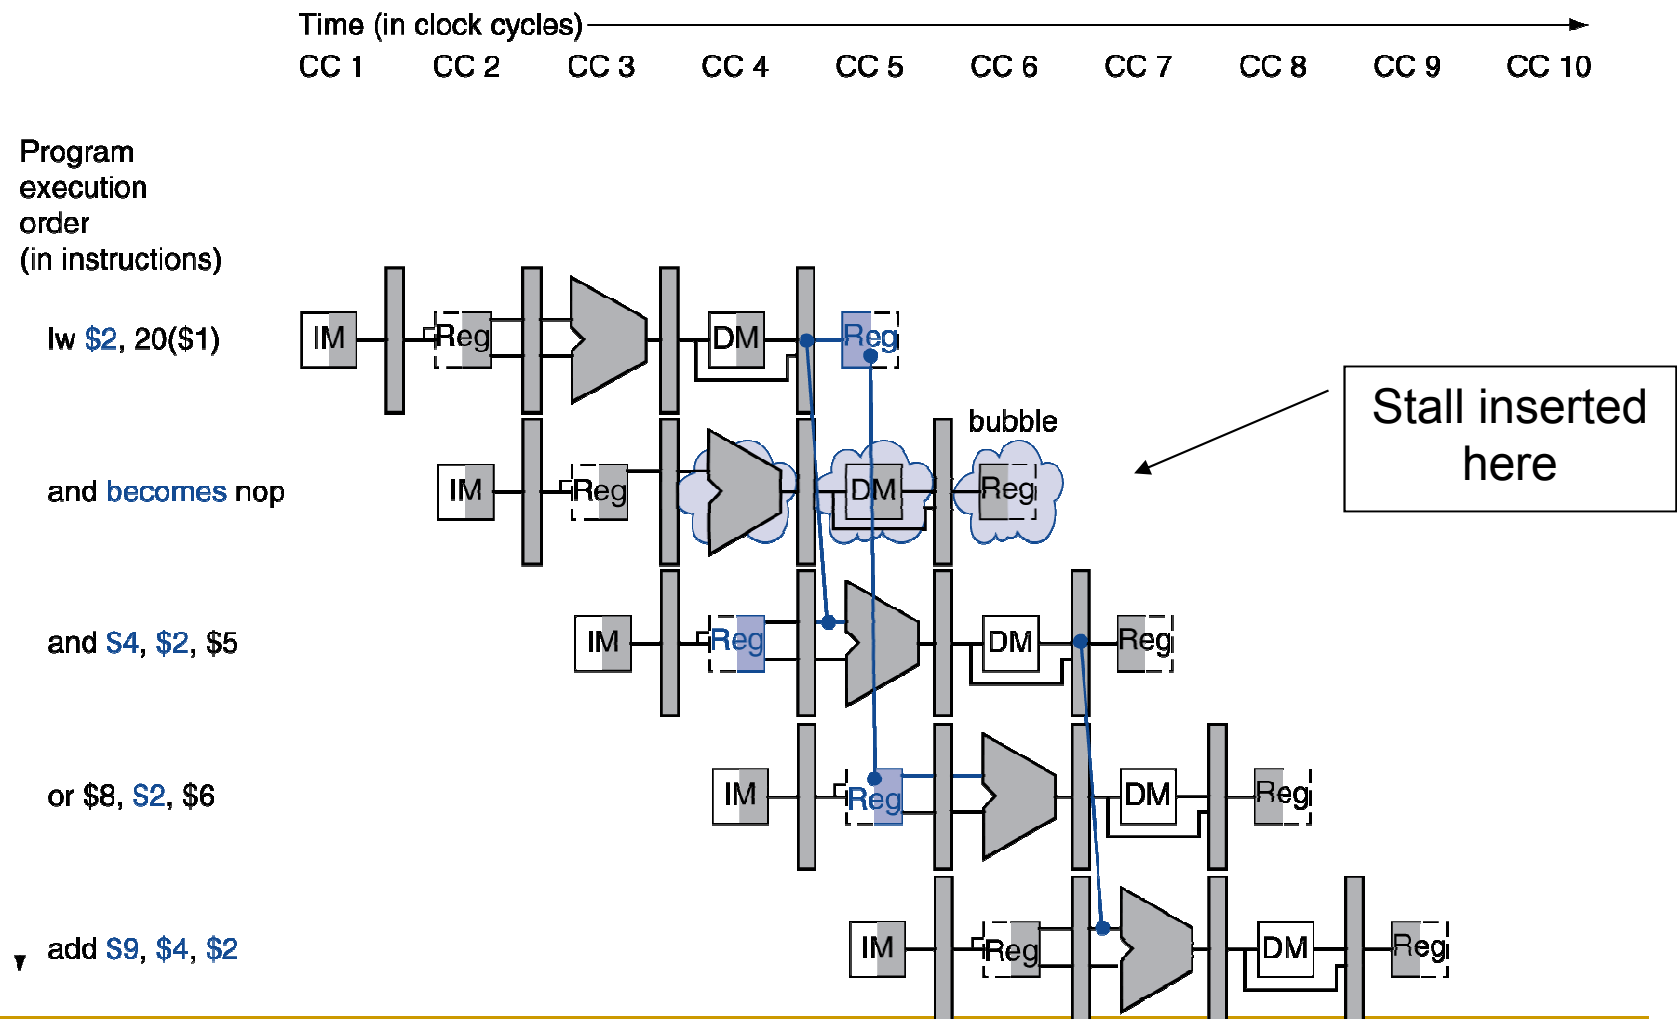 Time (in clock cycles)
CC 1 CC 2 CC 3 CC 4 CC 5 CC 6 CC 7 CC 8 CC 9 CC 10
Program
execution
order
(in instructions)
lw $2, 20($1)
IM Reg DM Reg
bubble
Stall inserted
here
and becomes nop
IM Reg DM Reg
and S4, $2, $5
IM Reg DM Reg
or $8, S2, $6
IM Reg DM Reg
add S9, $4, $2
IM Reg DM Reg